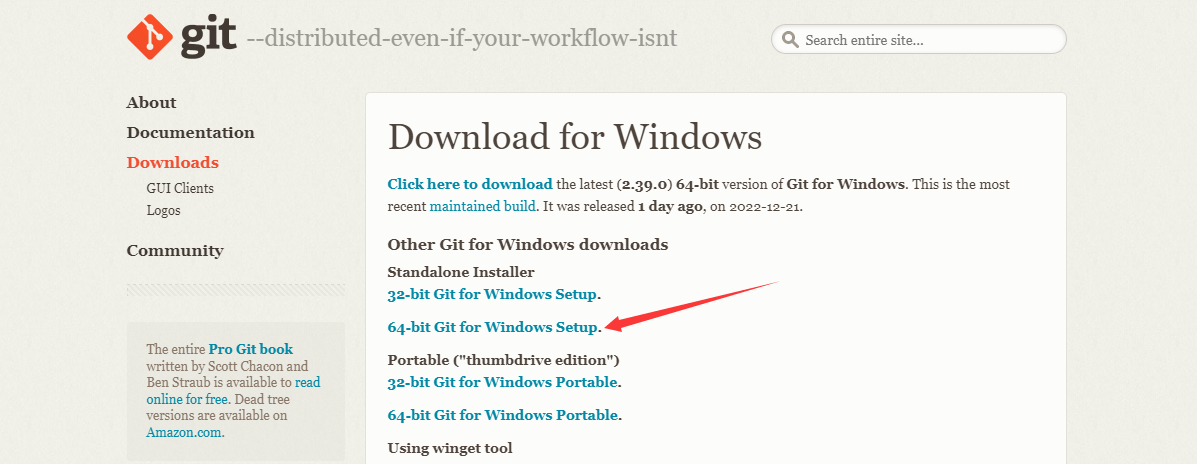 git --distributed-even-if-your-workflow-isnt
Search entire site...
About
Documentation
Downloads
GUI Clients
Logos
Community
The entire Pro Git book
written by Scott Chacon and
Ben Straub is available to read
online for free. Dead tree
versions are available on
Amazon.com.
Download for Windows
Click here to download the latest (2.39.0) 64-bit version of Git for Windows. This is the most
recent maintained build. It was released 1 day ago, on 2022-12-21.
Other Git for Windows downloads
Standalone Installer
32-bit Git for Windows Setup.
64-bit Git for Windows Setup.
Portable ("thumbdrive edition")
32-bit Git for Windows Portable.
64-bit Git for Windows Portable.
Using winget tool